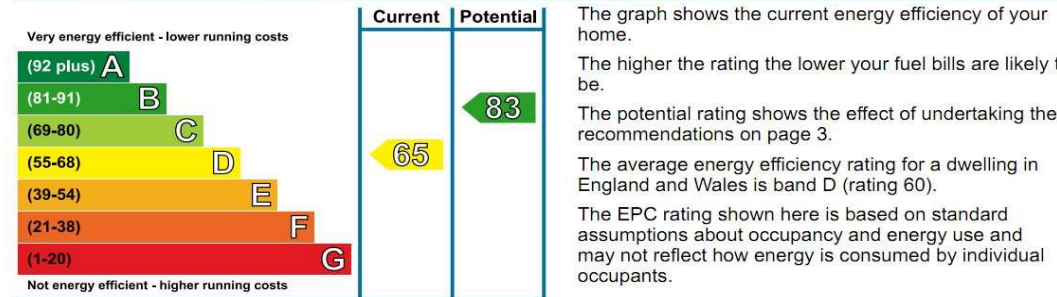 Current Potential
Very energy efficient - lower running costs
(92 plus) A
(81-91) B
(69-80) C
(55-68) D
(39-54) E
(21-38) F
(1-20) G
Not energy efficient - higher running costs
65
83
The graph shows the current energy efficiency of your
home.
The higher the rating the lower your fuel bills are likely
be.
The potential rating shows the effect of undertaking the
recommendations on page 3.
The average energy efficiency rating for a dwelling in
England and Wales is band D (rating 60).
The EPC rating shown here is based on standard
assumptions about occupancy and energy use and
may not reflect how energy is consumed by individual
occupants.